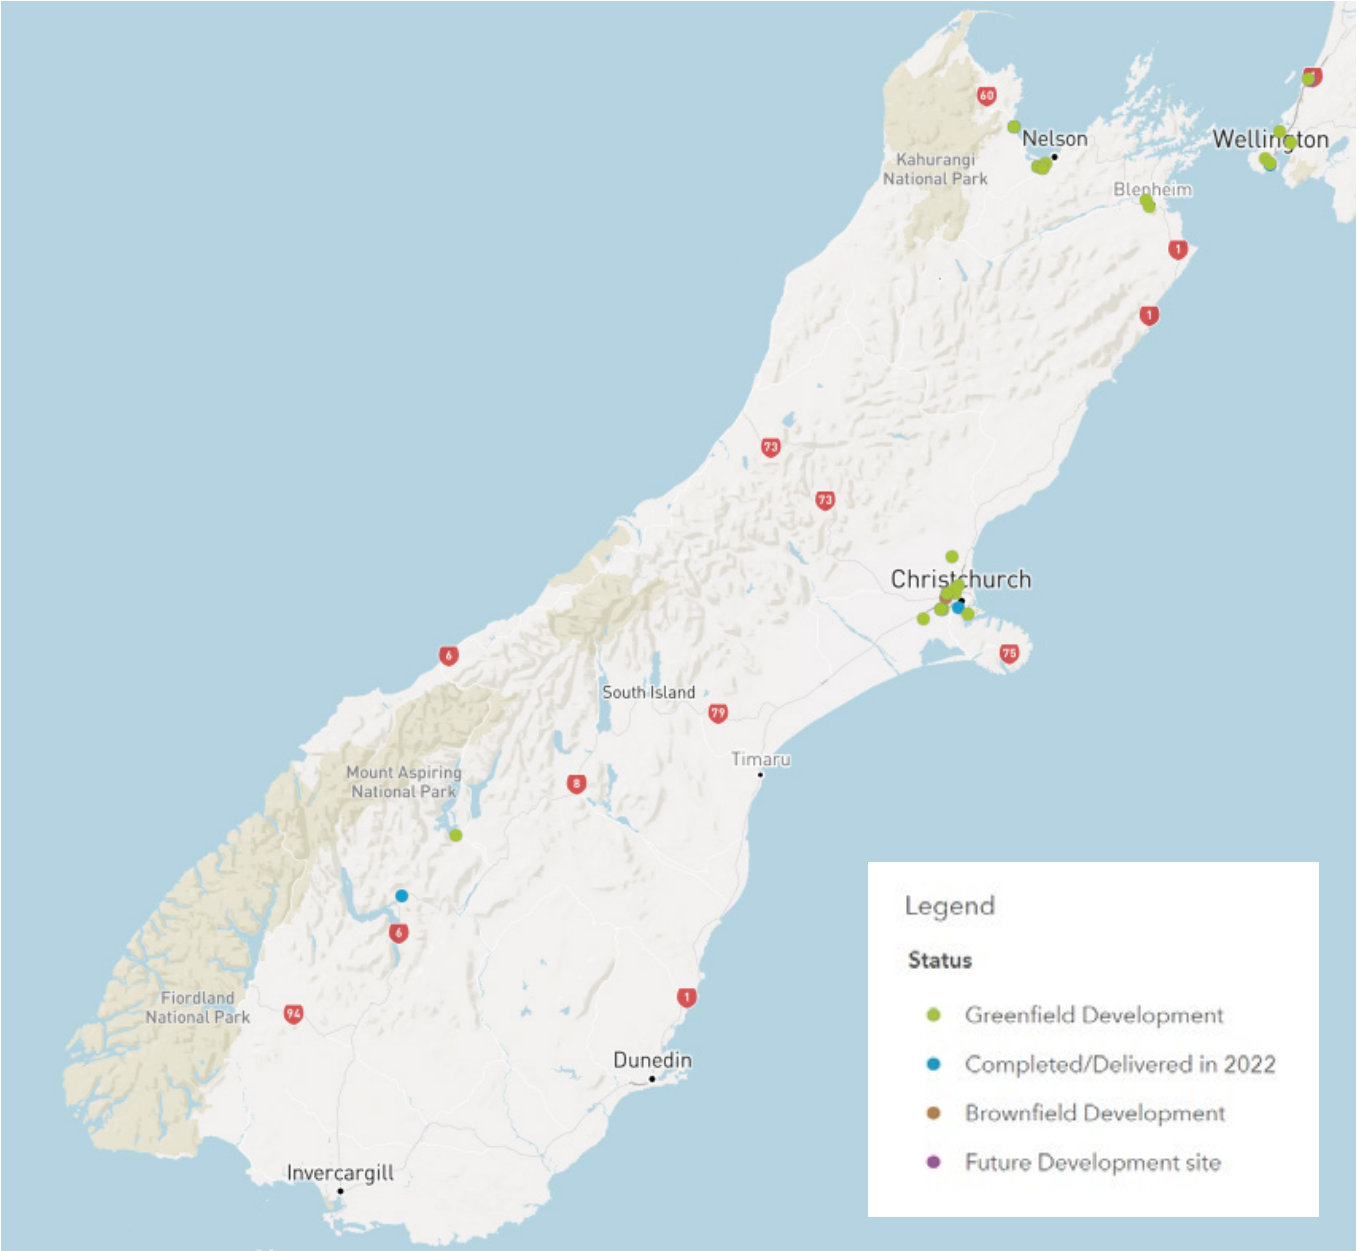 60
1
Nelson
Wellington
Kahurangi
National Park
Blenheim
1
1
73
73
Christchurch
6
75
South Island
79
Timaru
Mount Aspiring
National Park
8
6
Fiordland
National Park
94
1
Dunedin
Invercargill
Legend
Status
Greenfield Development
Completed/Delivered in 2022
Brownfield Development
Future Development site